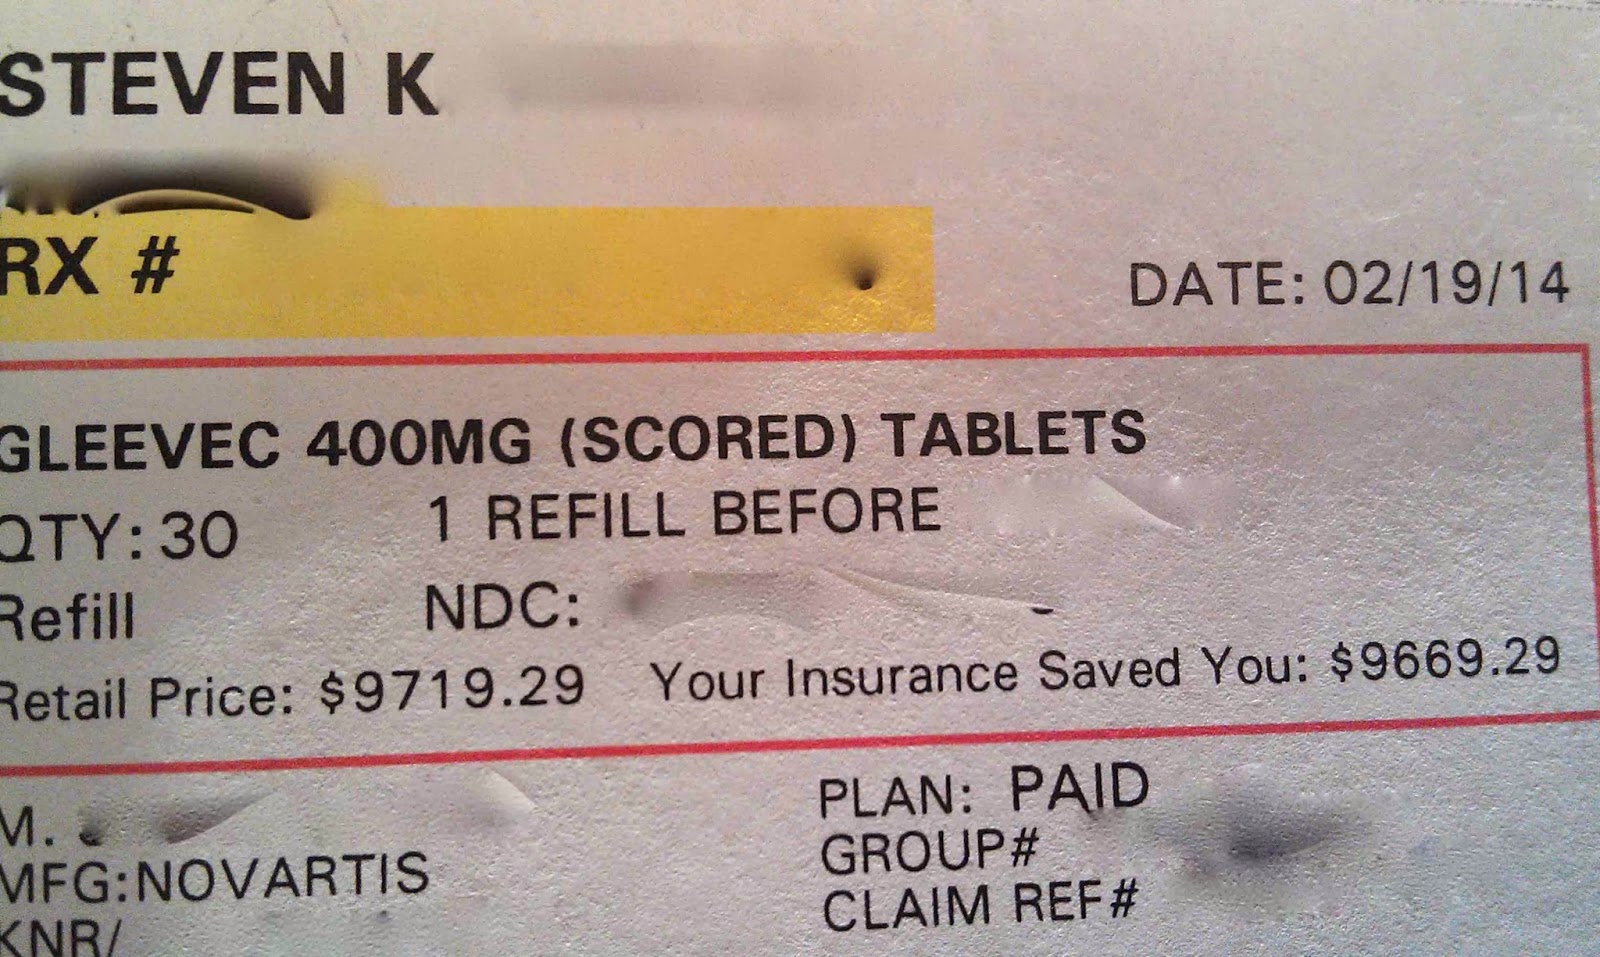 STEVEN K
RX #
DATE: 02/19/14
GLEEVEC 400MG (SCORED) TABLETS
QTY: 30 1 REFILL BEFORE
Refill NDC:
Retail Price: $9719.29 Your Insurance Saved You: $9669.29
M.
MFG:NOVARTIS
KNR/
PLAN: PAID
GROUP#
CLAIM REF#